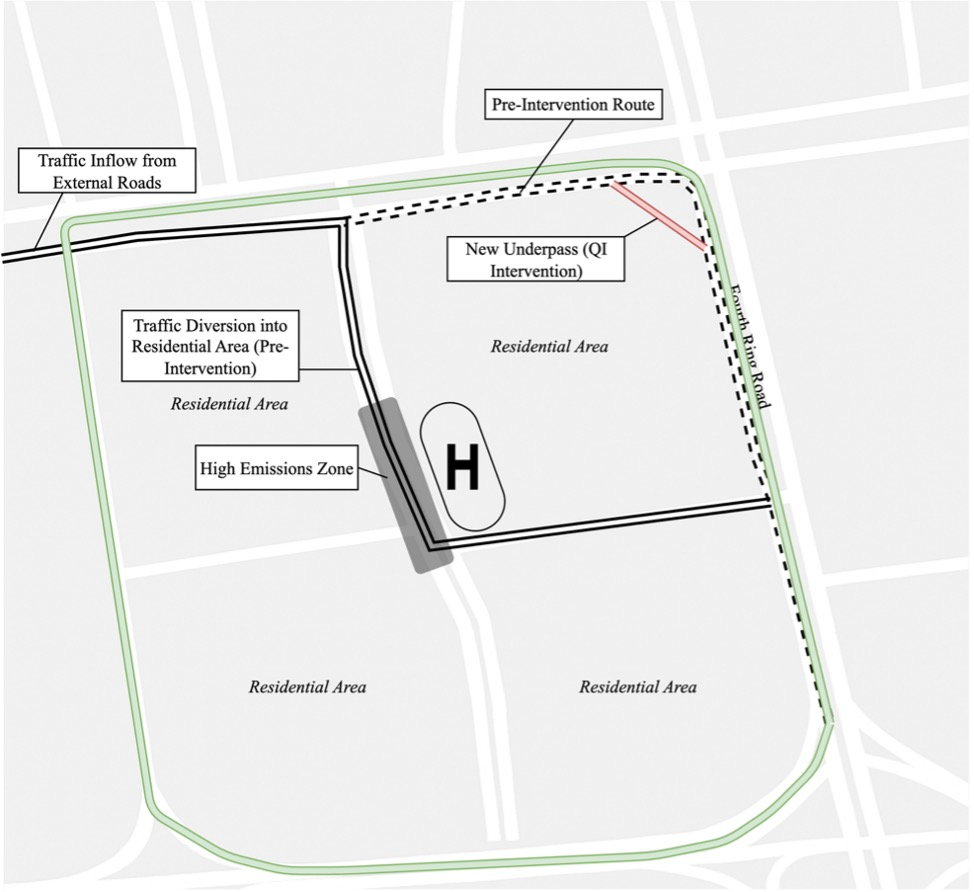 Pre-Intervention Route
Traffic Inflow from
External Roads
New Underpass (QI
Intervention)
Fourth Ring Road
Traffic Diversion into
Residential Area (Pre-
Intervention)
Residential Area
Residential Area
High Emissions Zone
H
Residential Area
Residential Area